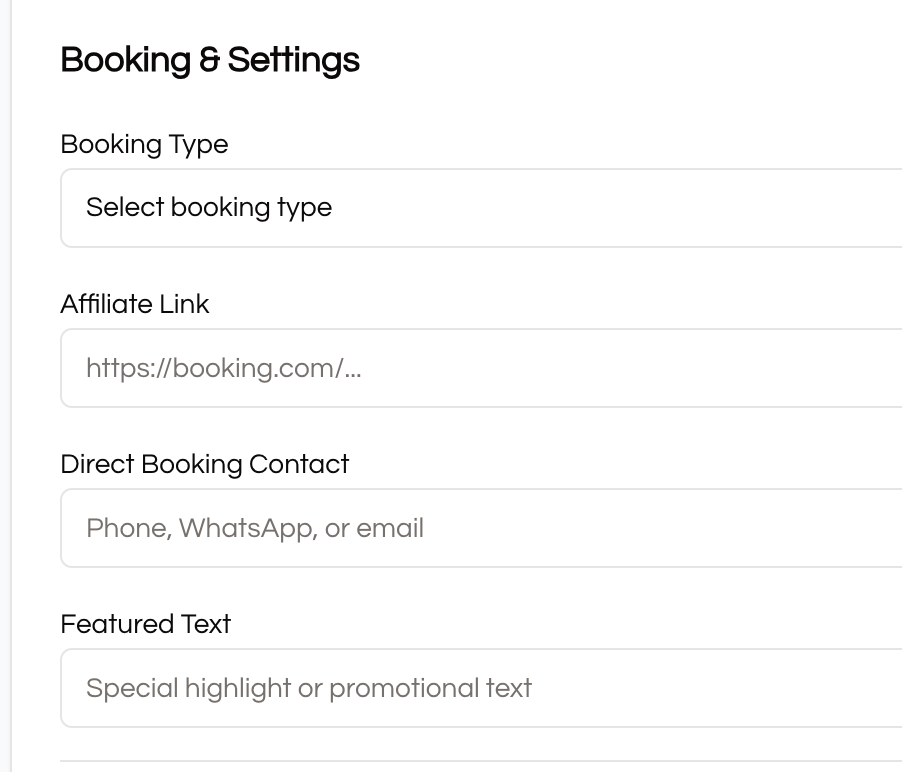 Booking & Settings
Booking Type
Select booking type
Affiliate Link
https://booking.com/...
Direct Booking Contact
Phone, WhatsApp, or email
Featured Text
Special highlight or promotional text